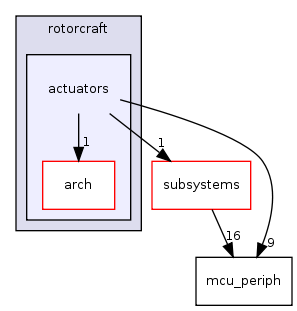 rotorcraft
actuators
1
1
arch
subsystems
16
9
mcu_periph